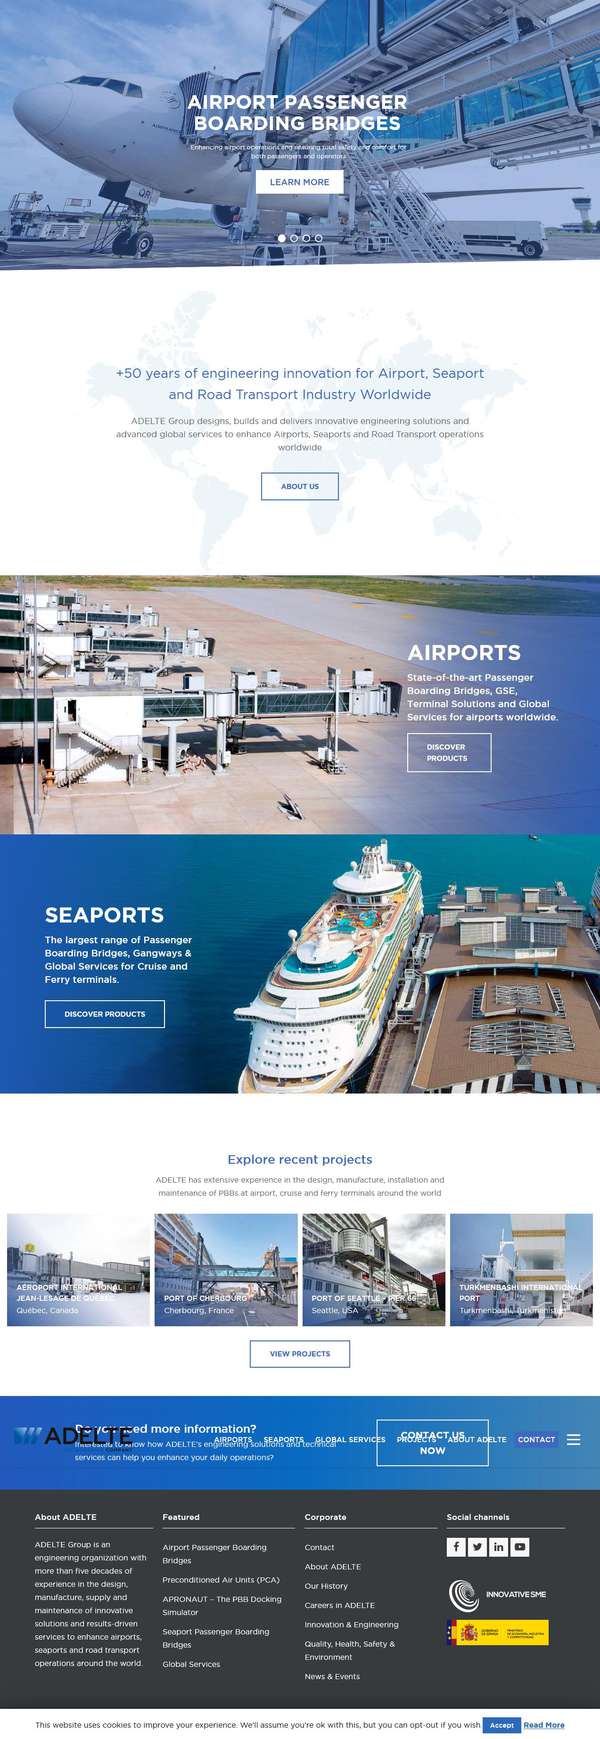 AIRPORT PASSENGER
BOARDING BRIDGES
Enhancing airport operations and ensuring total safety and comfort for
both passengers and operators
LEARN MORE
+50 years of engineering innovation for Airport, Seaport
and Road Transport Industry Worldwide
ADELTE Group designs, builds and delivers innovative engineering solutions and
advanced global services to enhance Airports, Seaports and Road Transport operations
worldwide
ABOUT US
AIRPORTS
State-of-the-art Passenger
Boarding Bridges, GSE,
Terminal Solutions and Global
Services for airports worldwide.
DISCOVER
PRODUCTS
SEAPORTS
The largest range of Passenger
Boarding Bridges, Gangways &
Global Services for Cruise and
Ferry terminals.
DISCOVER PRODUCTS
Explore recent projects
ADELTE has extensive experience in the design, manufacture, installation and
maintenance of PBBs at airport, cruise and ferry terminals around the world
AÉROPORT INTERNATIONAL
JEAN-LESAGE DE QUÉBEC
Québec, Canada
PORT OF CHERBOURG
Cherbourg, France
PORT OF SEATTLE – PIER 66
Seattle, USA
TURKMENBASHI INTERNATIONAL
PORT
Turkmenbashi, Turkmenistan
VIEW PROJECTS
Do you need more information?
Interested to know how ADELTE's engineering solutions and technical
services can help you enhance your daily operations?
CONTACT US
NOW
ADELTE
AIRPORTS SEAPORTS GLOBAL SERVICES PROJECTS ABOUT ADELTE CONTACT
About ADELTE
ADELTE Group is an
engineering organization with
more than five decades of
experience in the design,
manufacture, supply and
maintenance of innovative
solutions and results-driven
services to enhance airports,
seaports and road transport
operations around the world.
Featured
Airport Passenger Boarding
Bridges
Preconditioned Air Units (PCA)
APRONAUT – The PBB Docking
Simulator
Seaport Passenger Boarding
Bridges
Global Services
Corporate
Contact
About ADELTE
Our History
Careers in ADELTE
Innovation & Engineering
Quality, Health, Safety &
Environment
News & Events
Social channels
INNOVATIVE SME
GOBIERNO
DE ESPAÑA
MINISTERIO
DE ECONOMÍA, INDUSTRIA
Y COMPETITIVIDAD
This website uses cookies to improve your experience. We'll assume you're ok with this, but you can opt-out if you wish. Accept Read More